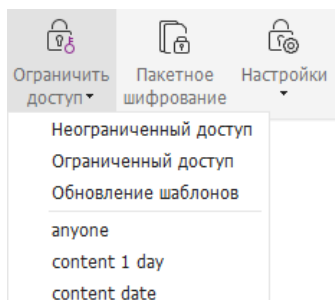 Ограничить доступ
Пакетное шифрование
Настройки
Неограниченный доступ
Ограниченный доступ
Обновление шаблонов
anyone
content 1 day
content date